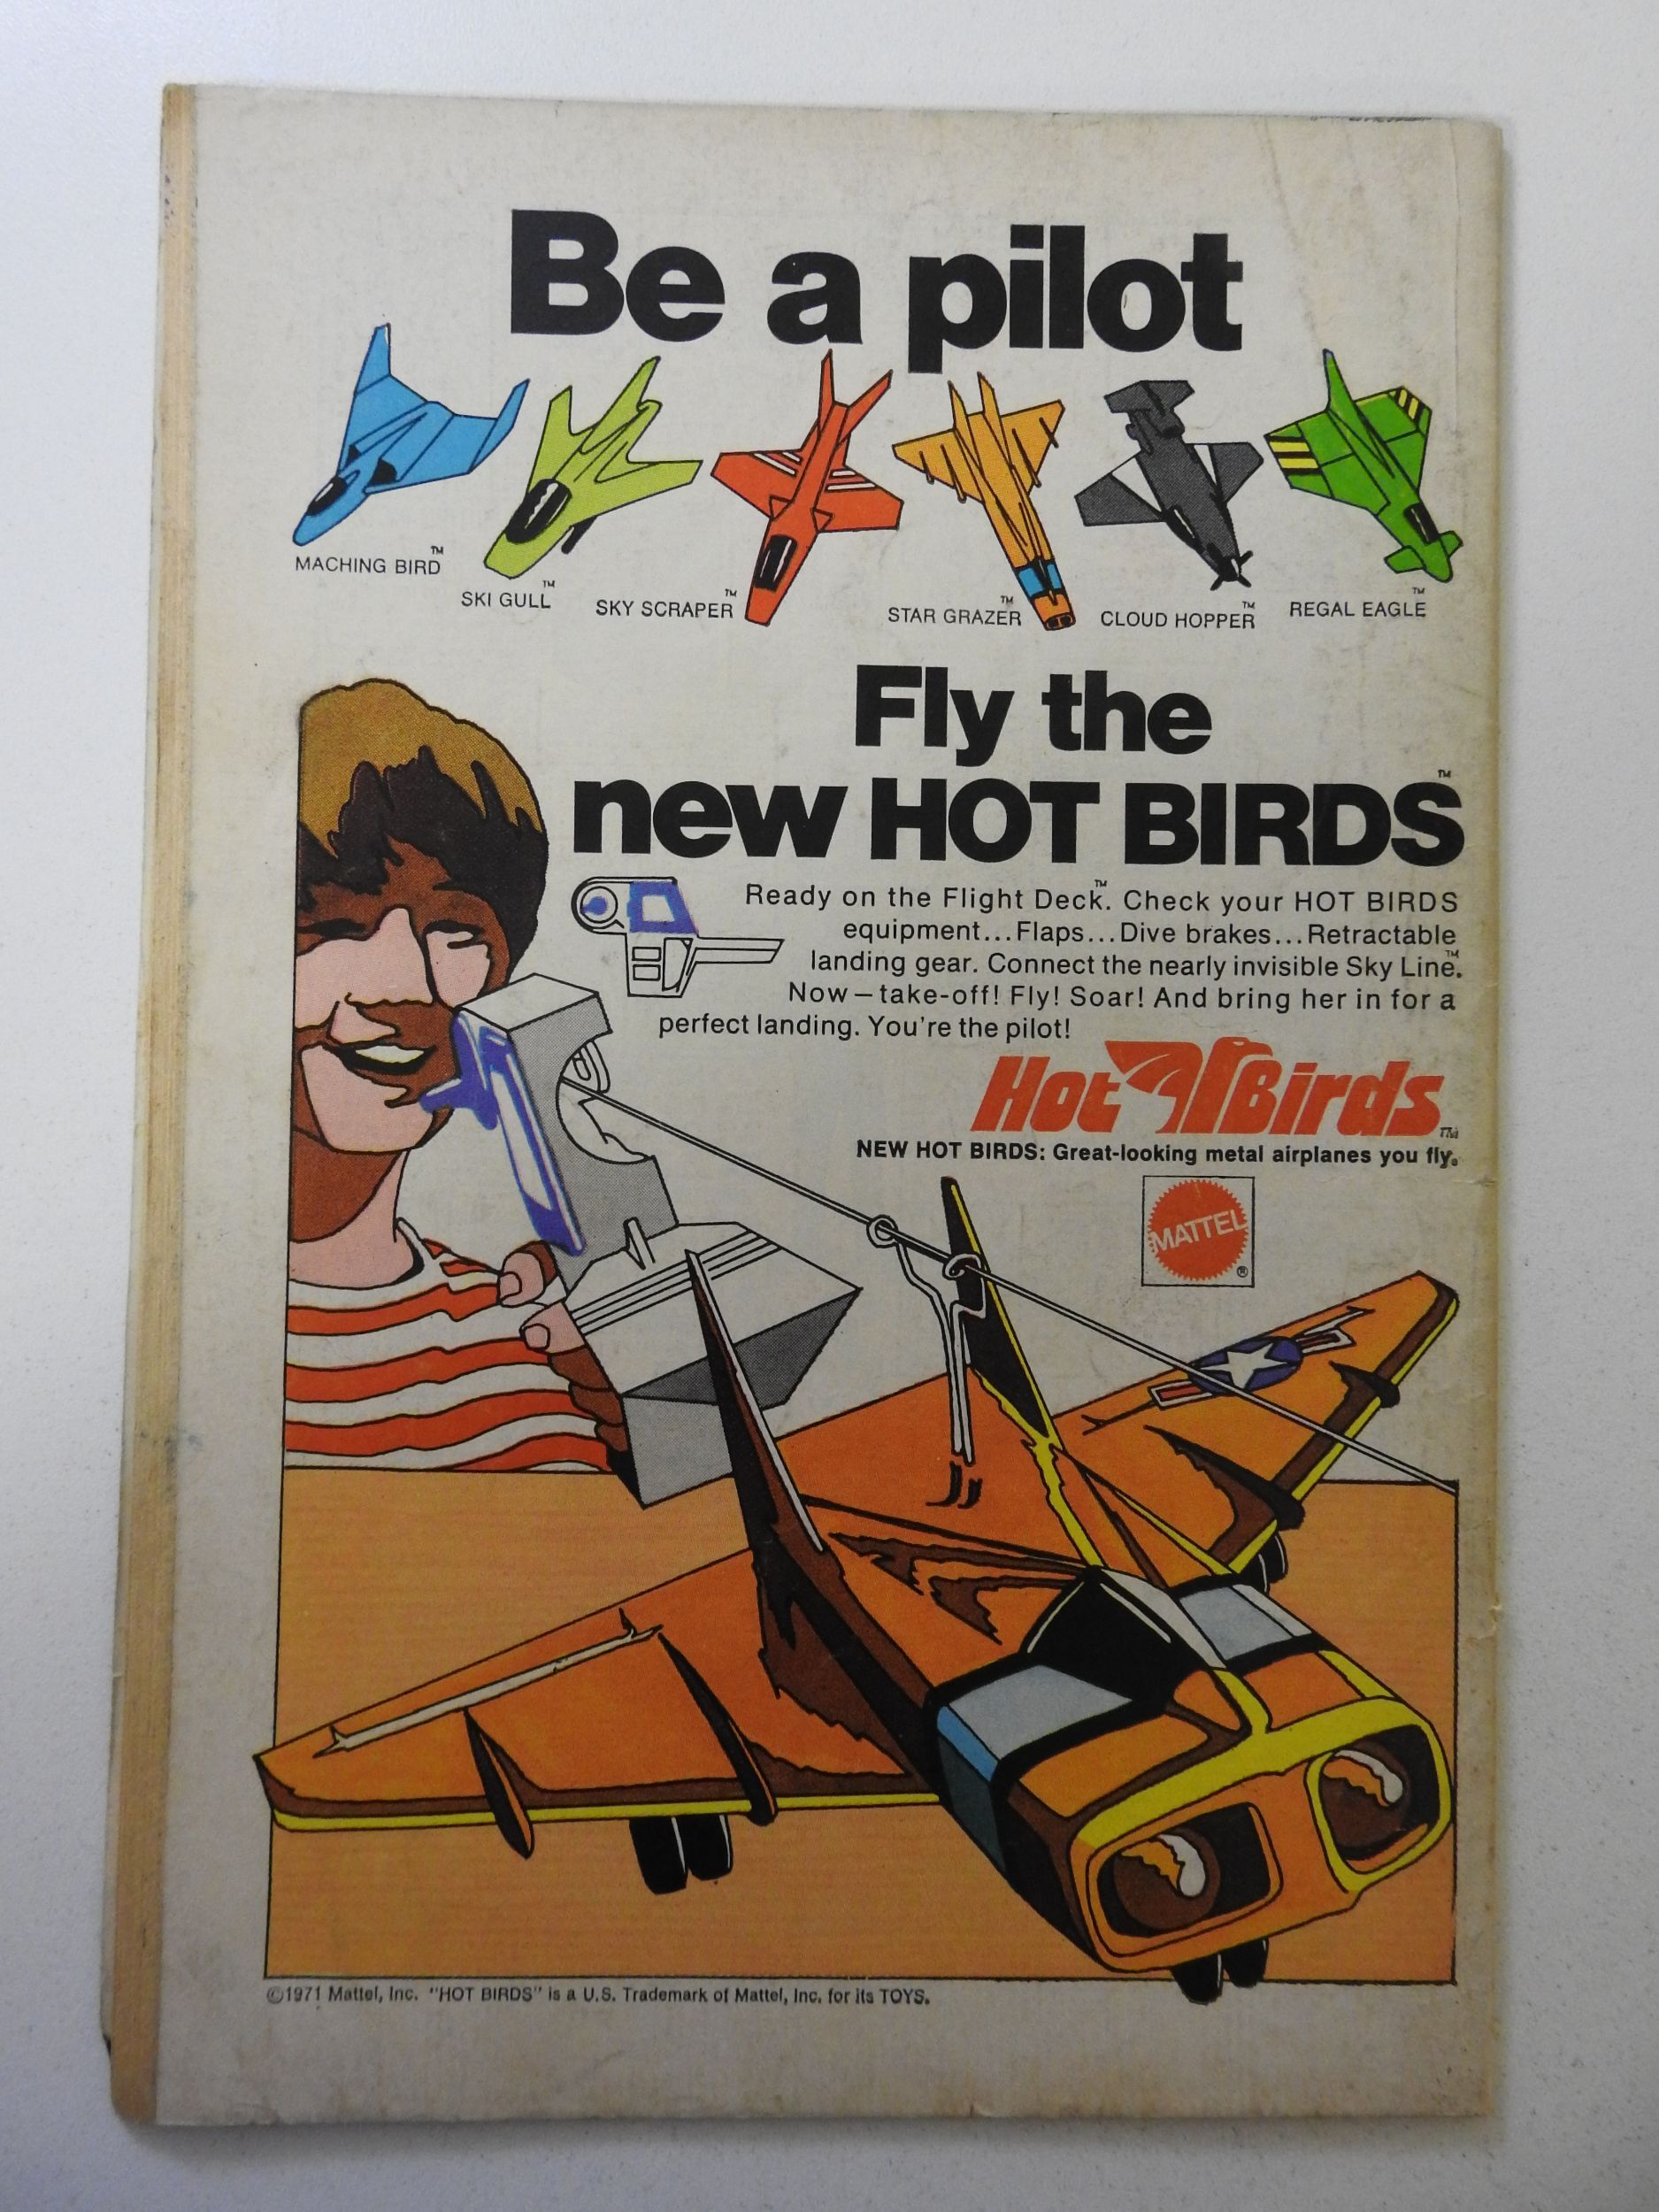 Be a pilot
MACHING BIRD™
SKI GULL™
SKY SCRAPER™
STAR GRAZER™
CLOUD HOPPER™
REGAL EAGLE™
Fly the
new HOT BIRDS™
Ready on the Flight Deck™. Check your HOT BIRDS
equipment...Flaps...Dive brakes...Retractable
landing gear. Connect the nearly invisible Sky Line™.
Now—take-off! Fly! Soar! And bring her in for a
perfect landing. You're the pilot!
Hot Birds™
NEW HOT BIRDS: Great-looking metal airplanes you fly.
MATTEL®
©1971 Mattel, Inc. "HOT BIRDS" is a U.S. Trademark of Mattel, Inc. for its TOYS.